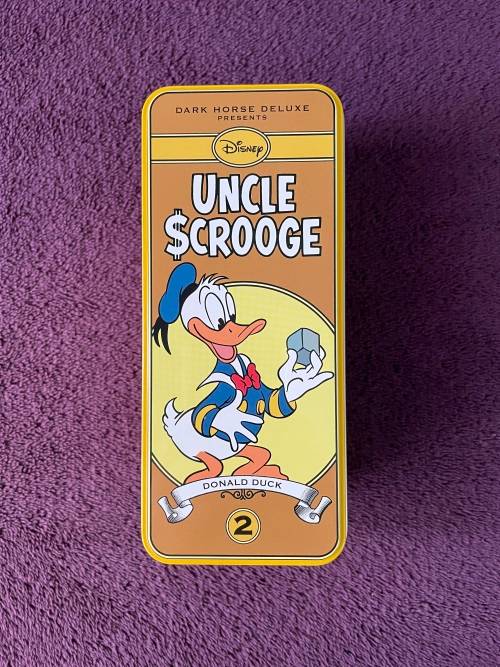 DARK HORSE DELUXE
PRESENTS
Disney
UNCLE
$CROOGE
DONALD DUCK
2